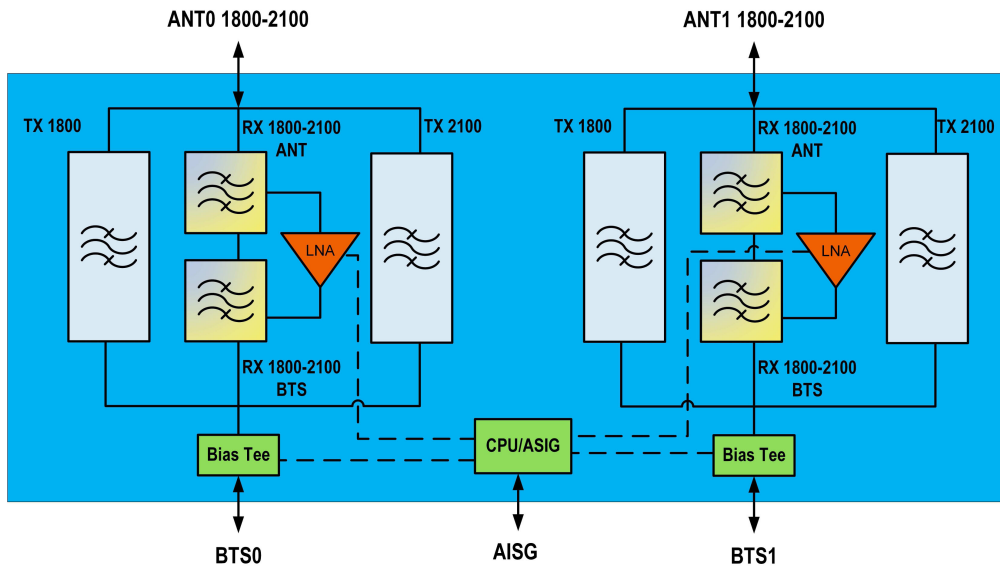 ANT0 1800-2100
ANT1 1800-2100
TX 1800
RX 1800-2100
ANT
TX 2100
TX 1800
RX 1800-2100
ANT
TX 2100
LNA
LNA
RX 1800-2100
BTS
RX 1800-2100
BTS
Bias Tee
CPU/ASIG
Bias Tee
BTS0
AISG
BTS1